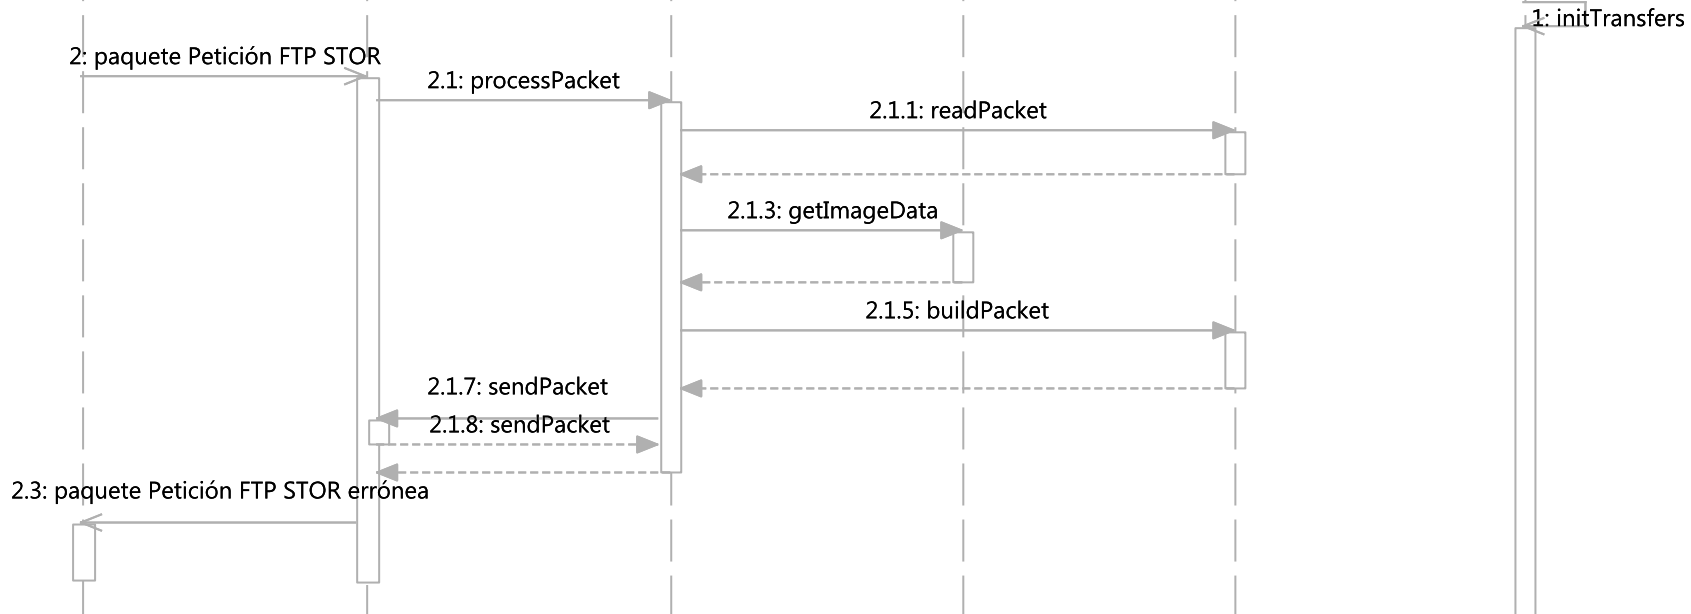 1: initTransfers
2: paquete Petición FTP STOR
2.1: processPacket
2.1.1: readPacket
2.1.3: getImageData
2.1.5: buildPacket
2.1.7: sendPacket
2.1.8: sendPacket
2.3: paquete Petición FTP STOR errónea